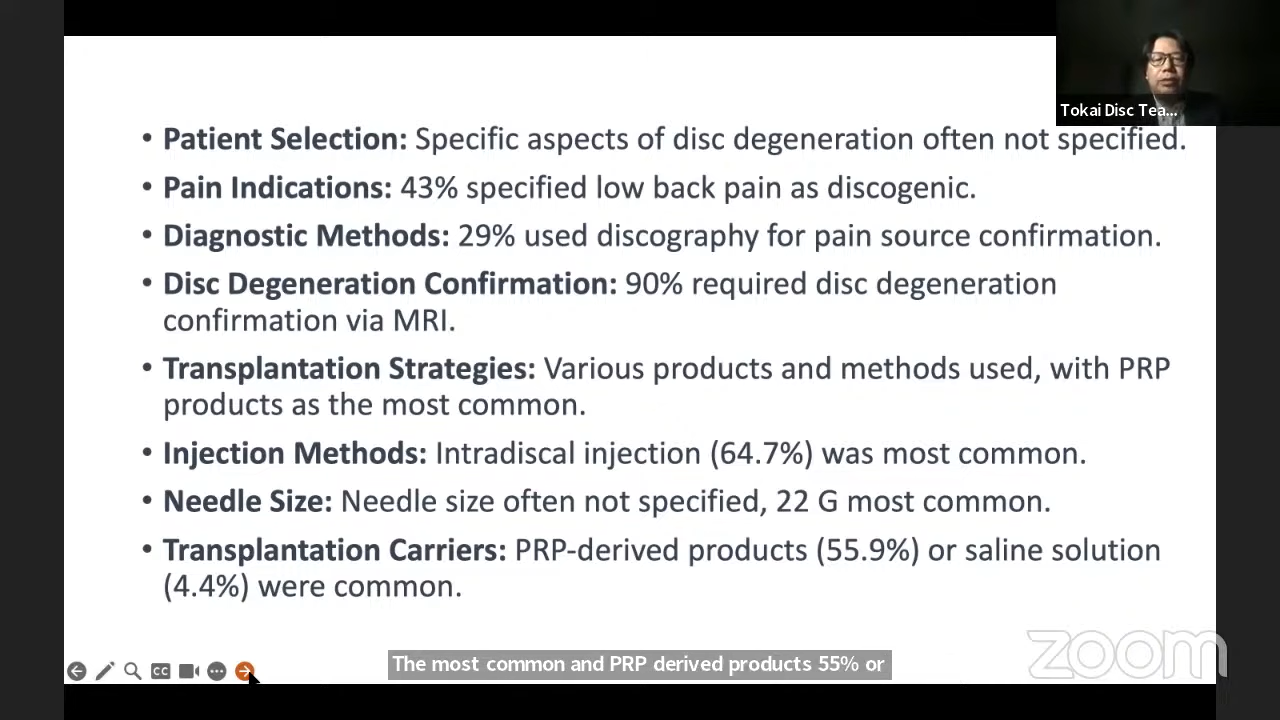 Tokai Disc Tea...
• Patient Selection: Specific aspects of disc degeneration often not specified.
• Pain Indications: 43% specified low back pain as discogenic.
• Diagnostic Methods: 29% used discography for pain source confirmation.
• Disc Degeneration Confirmation: 90% required disc degeneration
confirmation via MRI.
• Transplantation Strategies: Various products and methods used, with PRP
products as the most common.
• Injection Methods: Intradiscal injection (64.7%) was most common.
• Needle Size: Needle size often not specified, 22 G most common.
• Transplantation Carriers: PRP-derived products (55.9%) or saline solution
(4.4%) were common.
CC
The most common and PRP derived products 55% or
zoom